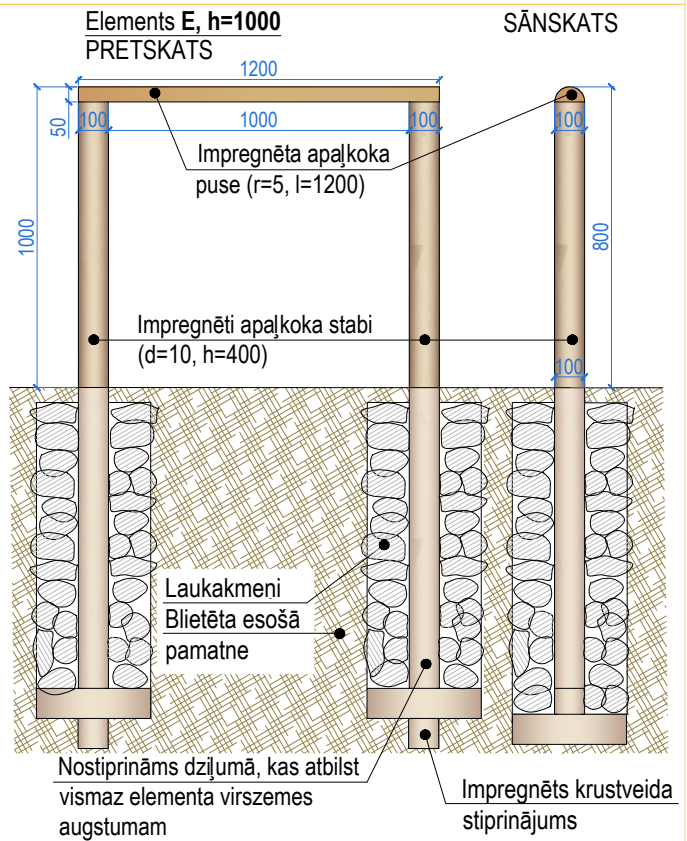 Elements E, h=1000
PRETSKATS
SĀNSKATS
1200
50
100
1000
100
100
Impregnēta apaļkoka
puse (r=5, l=1200)
1000
800
Impregnēti apaļkoka stabi
(d=10, h=400)
100
Laukakmeņi
Blietēta esošā
pamatne
Nostiprināms dziļumā, kas atbilst
vismaz elementa virszemes
augstumam
Impregnēts krustveida
stiprinājums